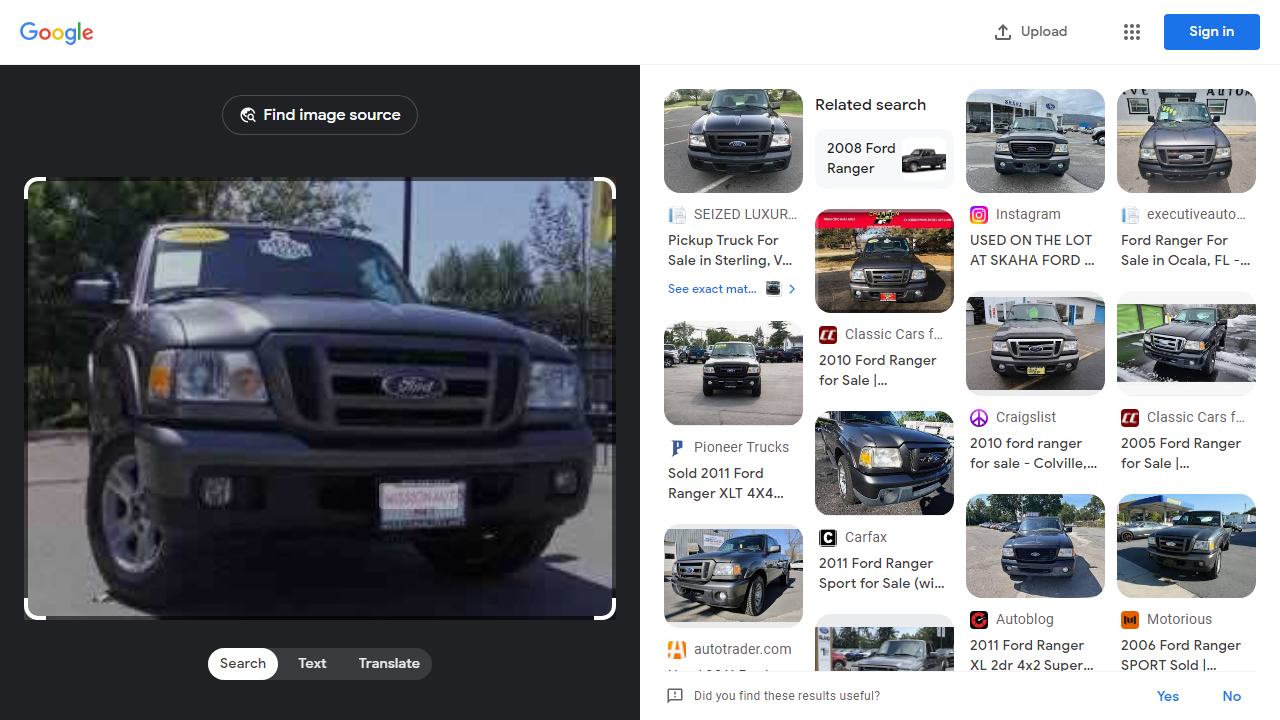 Google
Upload
Sign in
Find image source
Ford
MISSION AUTO
Search
Text
Translate
SEIZED LUXUR...
Pickup Truck For
Sale in Sterling, V...
See exact mat...
Pioneer Trucks
Sold 2011 Ford
Ranger XLT 4X4...
autotrader.com
Related search
2008 Ford
Ranger
Classic Cars f...
2010 Ford Ranger
for Sale |...
Carfax
2011 Ford Ranger
Sport for Sale (wi...
Instagram
USED ON THE LOT
AT SKAHA FORD ...
Craigslist
2010 ford ranger
for sale - Colville,...
Autoblog
2011 Ford Ranger
XL 2dr 4x2 Super...
executiveauto...
Ford Ranger For
Sale in Ocala, FL -...
Classic Cars f...
2005 Ford Ranger
for Sale |...
Motorious
2006 Ford Ranger
SPORT Sold |...
Did you find these results useful?
Yes
No